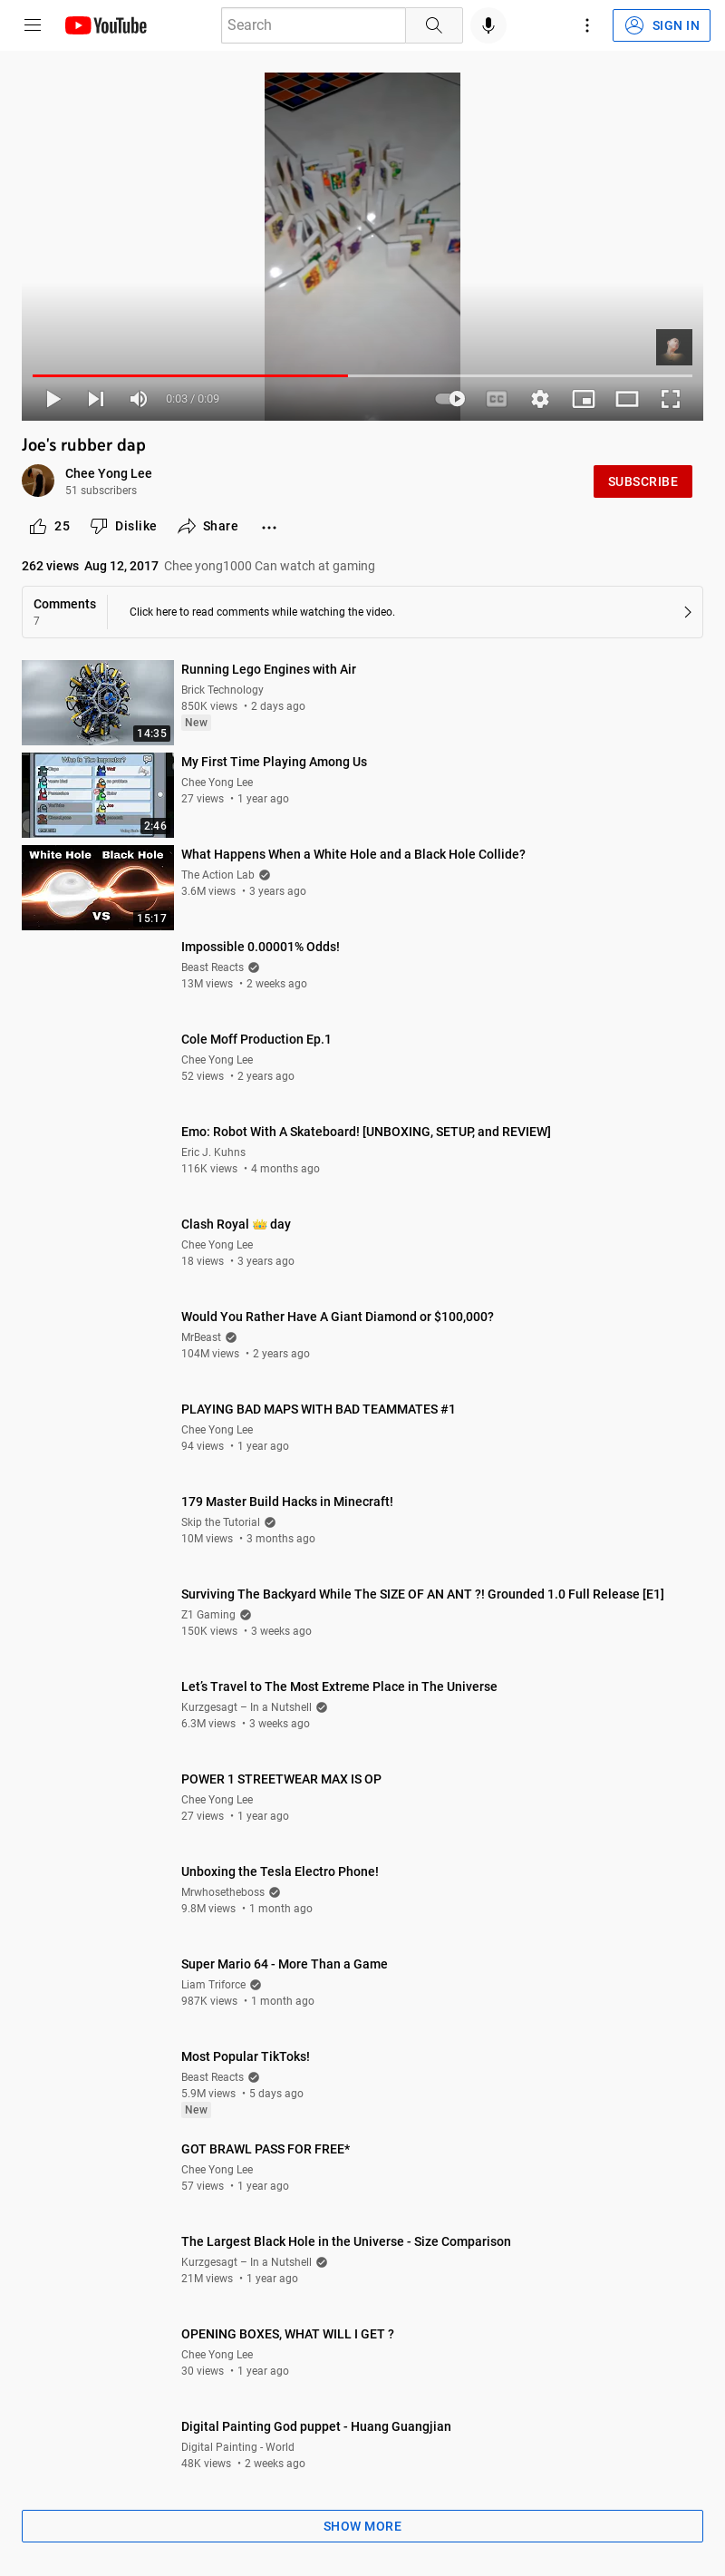 YouTube
Search
SIGN IN
0:03 / 0:09
CC
Joe's rubber dap
Chee Yong Lee
51 subscribers
SUBSCRIBE
25
Dislike
Share
262 views Aug 12, 2017 Chee yong1000 Can watch at gaming
Comments
7
Click here to read comments while watching the video.
14:35
Running Lego Engines with Air
Brick Technology
850K views • 2 days ago
New
Who Is The Impostor?
2:46
My First Time Playing Among Us
Chee Yong Lee
27 views • 1 year ago
White Hole Black Hole
VS
15:17
What Happens When a White Hole and a Black Hole Collide?
The Action Lab
3.6M views • 3 years ago
Impossible 0.00001% Odds!
Beast Reacts
13M views • 2 weeks ago
Cole Moff Production Ep.1
Chee Yong Lee
52 views • 2 years ago
Emo: Robot With A Skateboard! [UNBOXING, SETUP, and REVIEW]
Eric J. Kuhns
116K views • 4 months ago
Clash Royal 👑 day
Chee Yong Lee
18 views • 3 years ago
Would You Rather Have A Giant Diamond or $100,000?
MrBeast
104M views • 2 years ago
PLAYING BAD MAPS WITH BAD TEAMMATES #1
Chee Yong Lee
94 views • 1 year ago
179 Master Build Hacks in Minecraft!
Skip the Tutorial
10M views • 3 months ago
Surviving The Backyard While The SIZE OF AN ANT ?! Grounded 1.0 Full Release [E1]
Z1 Gaming
150K views • 3 weeks ago
Let’s Travel to The Most Extreme Place in The Universe
Kurzgesagt – In a Nutshell
6.3M views • 3 weeks ago
POWER 1 STREETWEAR MAX IS OP
Chee Yong Lee
27 views • 1 year ago
Unboxing the Tesla Electro Phone!
Mrwhosetheboss
9.8M views • 1 month ago
Super Mario 64 - More Than a Game
Liam Triforce
987K views • 1 month ago
Most Popular TikToks!
Beast Reacts
5.9M views • 5 days ago
New
GOT BRAWL PASS FOR FREE*
Chee Yong Lee
57 views • 1 year ago
The Largest Black Hole in the Universe - Size Comparison
Kurzgesagt – In a Nutshell
21M views • 1 year ago
OPENING BOXES, WHAT WILL I GET ?
Chee Yong Lee
30 views • 1 year ago
Digital Painting God puppet - Huang Guangjian
Digital Painting - World
48K views • 2 weeks ago
SHOW MORE